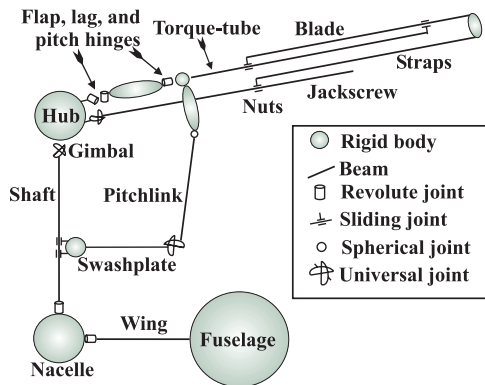 Flap, lag, and
pitch hinges
Torque-tube
Blade
Straps
Jackscrew
Nuts
Hub
Gimbal
Shaft
Pitchlink
Swashplate
Wing
Fuselage
Nacelle
Rigid body
Beam
Revolute joint
Sliding joint
Spherical joint
Universal joint